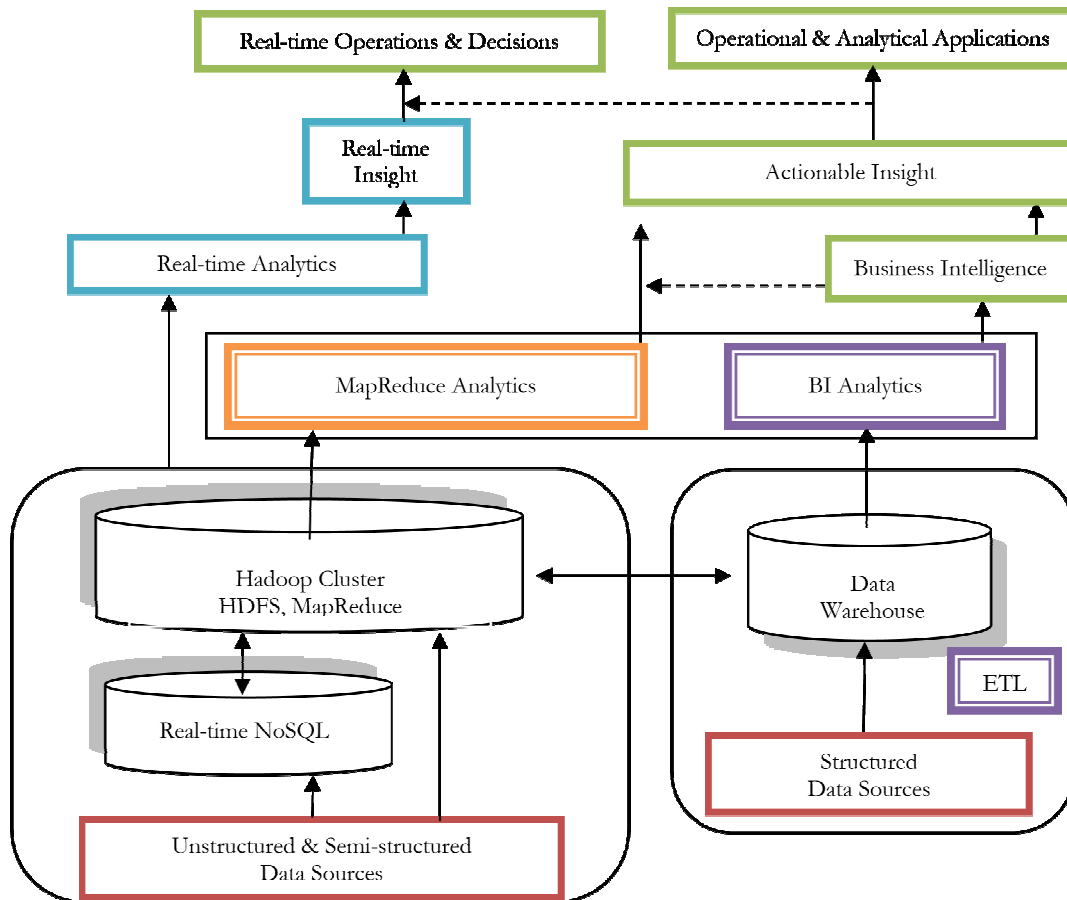 Real-time Operations & Decisions
Operational & Analytical Applications
Real-time
Insight
Actionable Insight
Real-time Analytics
Business Intelligence
MapReduce Analytics
BI Analytics
Hadoop Cluster
HDFS, MapReduce
Data
Warehouse
ETL
Real-time NoSQL
Structured
Data Sources
Unstructured & Semi-structured
Data Sources